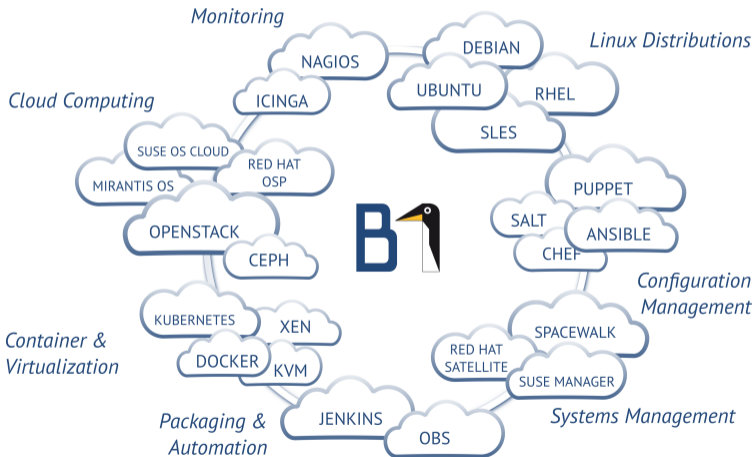 Monitoring
NAGIOS
ICINGA
DEBIAN
UBUNTU
RHEL
SLES
Linux Distributions
Cloud Computing
SUSE OS CLOUD
MIRANTIS OS
RED HAT
OSP
OPENSTACK
CEPH
B1
PUPPET
SALT
ANSIBLE
CHEF
Configuration
Management
Container &
Virtualization
KUBERNETES
XEN
DOCKER
KVM
SPACEWALK
RED HAT
SATELLITE
SUSE MANAGER
Systems Management
Packaging &
Automation
JENKINS
OBS